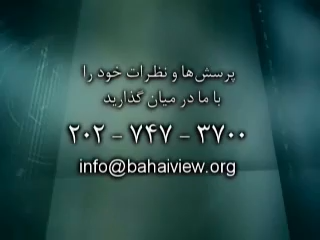 پرسش‌ها و نظرات خود را
با ما در میان گذارید
۲۰۲ - ۷۴۷ - ۳۷۰۰
info@bahaiview.org